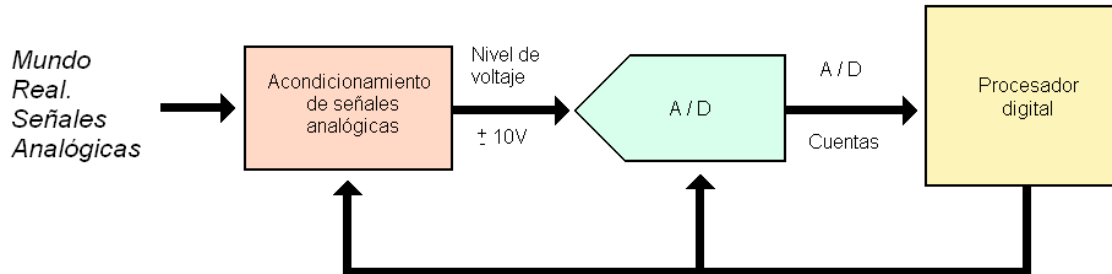 Mundo
Real.
Señales
Analógicas
Acondicionamiento
de señales
analógicas
Nivel de
voltaje
± 10V
A / D
A / D
Cuentas
Procesador
digital